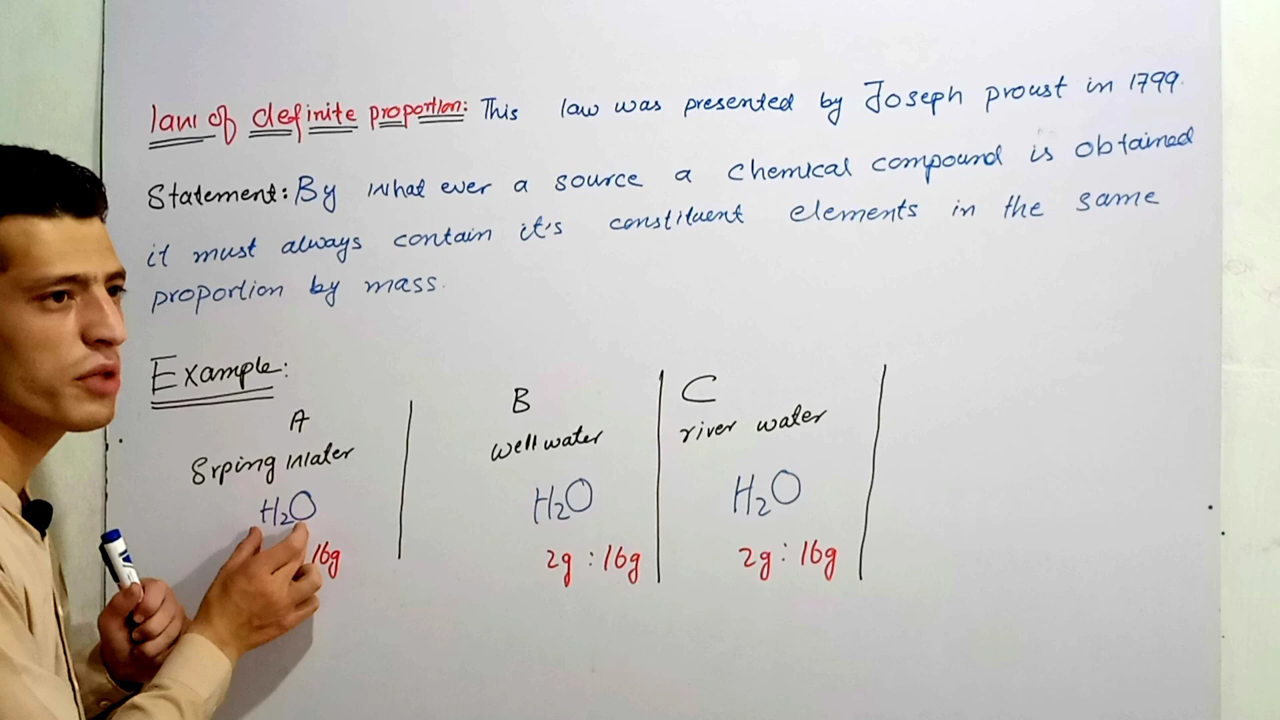 law of definite proportion: This law was presented by Joseph proust in 1799.
Statement: By what ever a source a chemical compound is obtained
it must always contain it's constituent elements in the same
proportion by mass.
Example:
A B C
Srping water well water river water
H₂O H₂O H₂O
16g 2g : 16g 2g : 16g